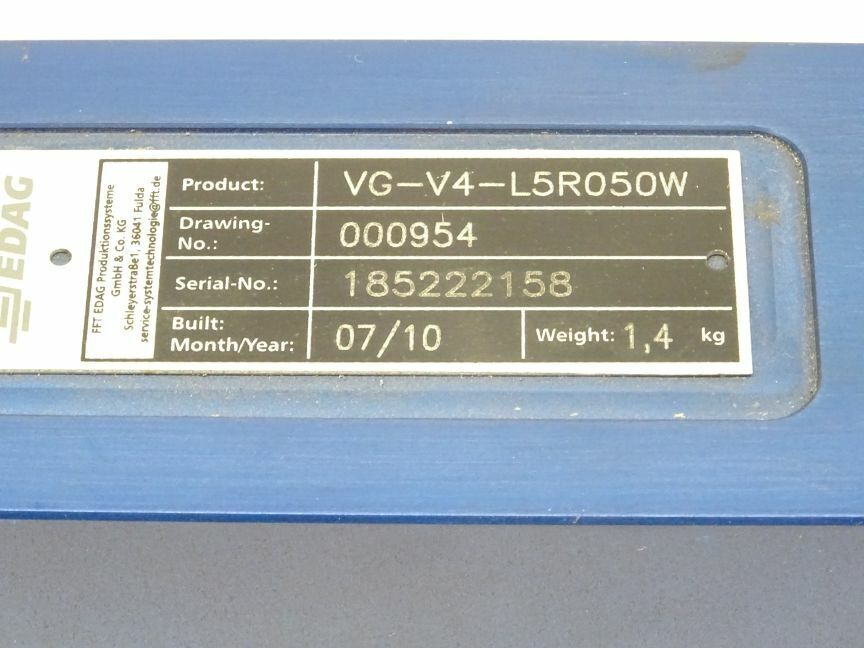 EDAG
FFT EDAG Produktionssysteme
GmbH & Co. KG
Schleyerstraße1, 36041 Fulda
service-systemtechnologie@fft.de
Product: VG-V4-L5R050W
Drawing-
No.: 000954
Serial-No.: 185222158
Built:
Month/Year: 07/10 Weight: 1,4 kg